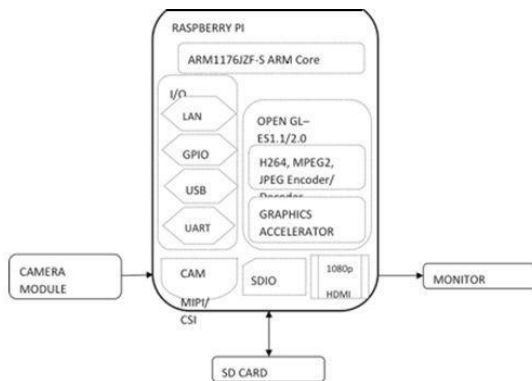 RASPBERRY PI
ARM1176JZF-S ARM Core
I/O
LAN
GPIO
USB
UART
OPEN GL–
ES1.1/2.0
H264, MPEG2,
JPEG Encoder/
Decoder
GRAPHICS
ACCELERATOR
CAMERA
MODULE
CAM
MIPI/
CSI
SDIO
1080p
HDMI
MONITOR
SD CARD